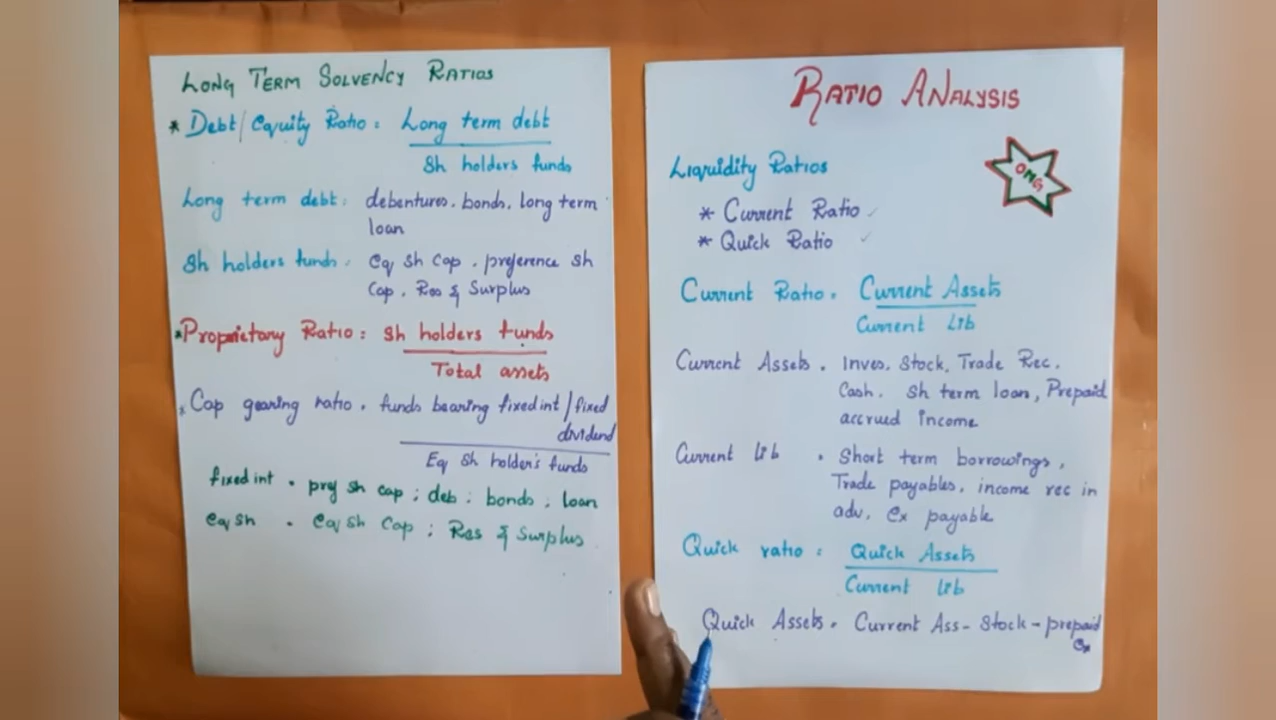 LONG TERM SOLVENCY RATIOS
* Debt/Equity Ratio = Long term debt
Sh holders funds
Long term debt = debentures, bonds, long term
loan
Sh holders funds = Eq Sh Cap, preference Sh
Cap, Res & Surplus
* Proprietary Ratio = Sh holders funds
Total assets
* Cap gearing ratio = funds bearing fixed int / fixed
dividend
Eq Sh holder's funds
fixed int = pref sh cap ; deb ; bonds ; loan
Eq Sh = Eq Sh Cap ; Res & Surplus
RATIO ANALYSIS
OMG
Liquidity Ratios
* Current Ratio ✓
* Quick Ratio ✓
Current Ratio = Current Assets
Current Lib
Current Assets = Inves, Stock, Trade Rec,
Cash, Sh term loan, Prepaid,
accrued income
Current lib = Short term borrowings,
Trade payables, income rec in
adv, Ex payable
Quick ratio = Quick Assets
Current lib
Quick Assets = Current Ass - Stock - prepaid
Ex